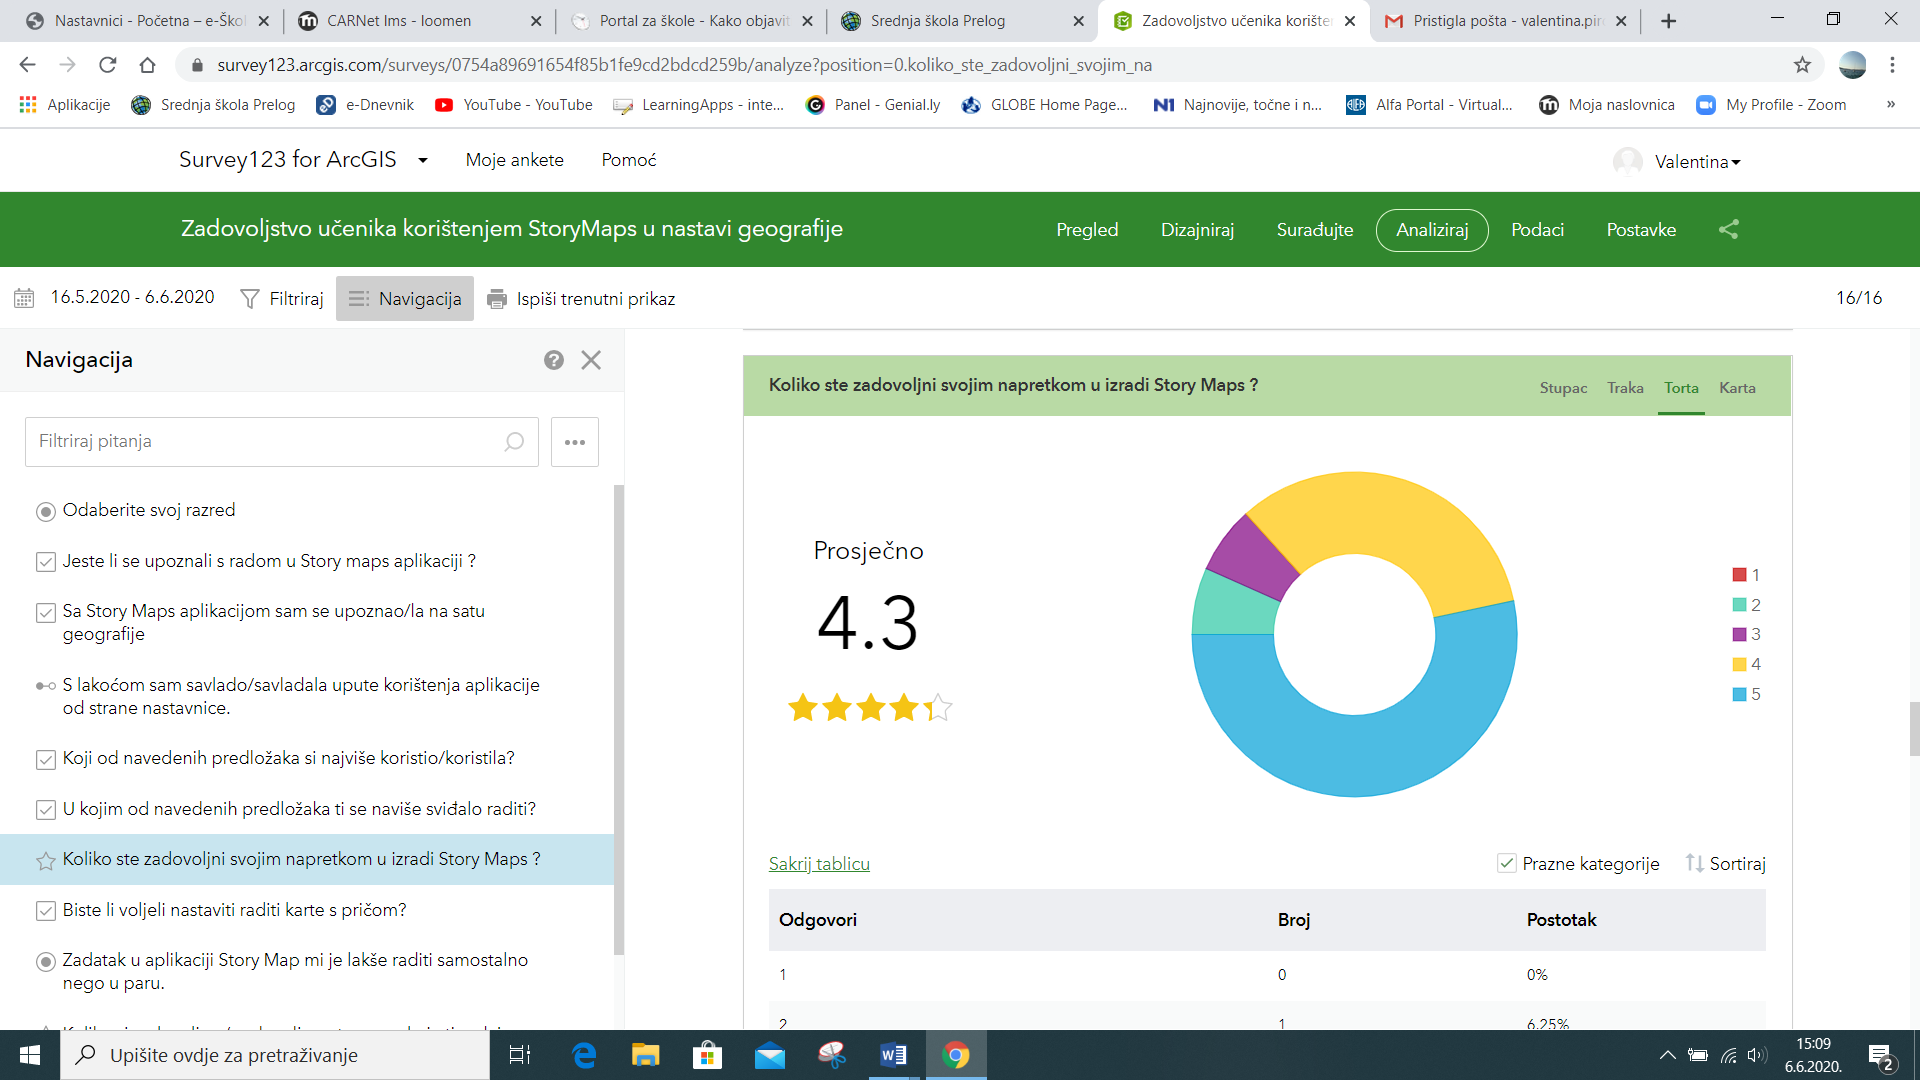 Nastavnici - Početna – e-Škol
CARNet lms - loomen
Portal za škole - Kako objavit
Srednja škola Prelog
Zadovoljstvo učenika korišten
Pristigla pošta - valentina.pirc
survey123.arcgis.com/surveys/0754a89691654f85b1fe9cd2bdcd259b/analyze?position=0.koliko_ste_zadovoljni_svojim_na
Aplikacije
Srednja škola Prelog
e-Dnevnik
YouTube - YouTube
LearningApps - inte...
Panel - Genial.ly
GLOBE Home Page...
N1 Najnovije, točne i n...
Alfa Portal - Virtual...
Moja naslovnica
My Profile - Zoom
»
Survey123 for ArcGIS
Moje ankete
Pomoć
Valentina
Zadovoljstvo učenika korištenjem StoryMaps u nastavi geografije
Pregled
Dizajniraj
Surađujte
Analiziraj
Podaci
Postavke
16.5.2020 - 6.6.2020
Filtriraj
Navigacija
Ispiši trenutni prikaz
16/16
Navigacija
Filtriraj pitanja
Odaberite svoj razred
Jeste li se upoznali s radom u Story maps aplikaciji ?
Sa Story Maps aplikacijom sam se upoznao/la na satu
geografije
S lakoćom sam savlado/savladala upute korištenja aplikacije
od strane nastavnice.
Koji od navedenih predložaka si najviše koristio/koristila?
U kojim od navedenih predložaka ti se naviše sviđalo raditi?
Koliko ste zadovoljni svojim napretkom u izradi Story Maps ?
Biste li voljeli nastaviti raditi karte s pričom?
Zadatak u aplikaciji Story Map mi je lakše raditi samostalno
nego u paru.
Koliko ste zadovoljni svojim napretkom u izradi Story Maps ?
Stupac
Traka
Torta
Karta
Prosječno
4.3
1
2
3
4
5
Sakrij tablicu
Prazne kategorije
Sortiraj
Odgovori Broj Postotak
1 0 0%
2 1 6.25%
Upišite ovdje za pretraživanje
15:09
6.6.2020.
2